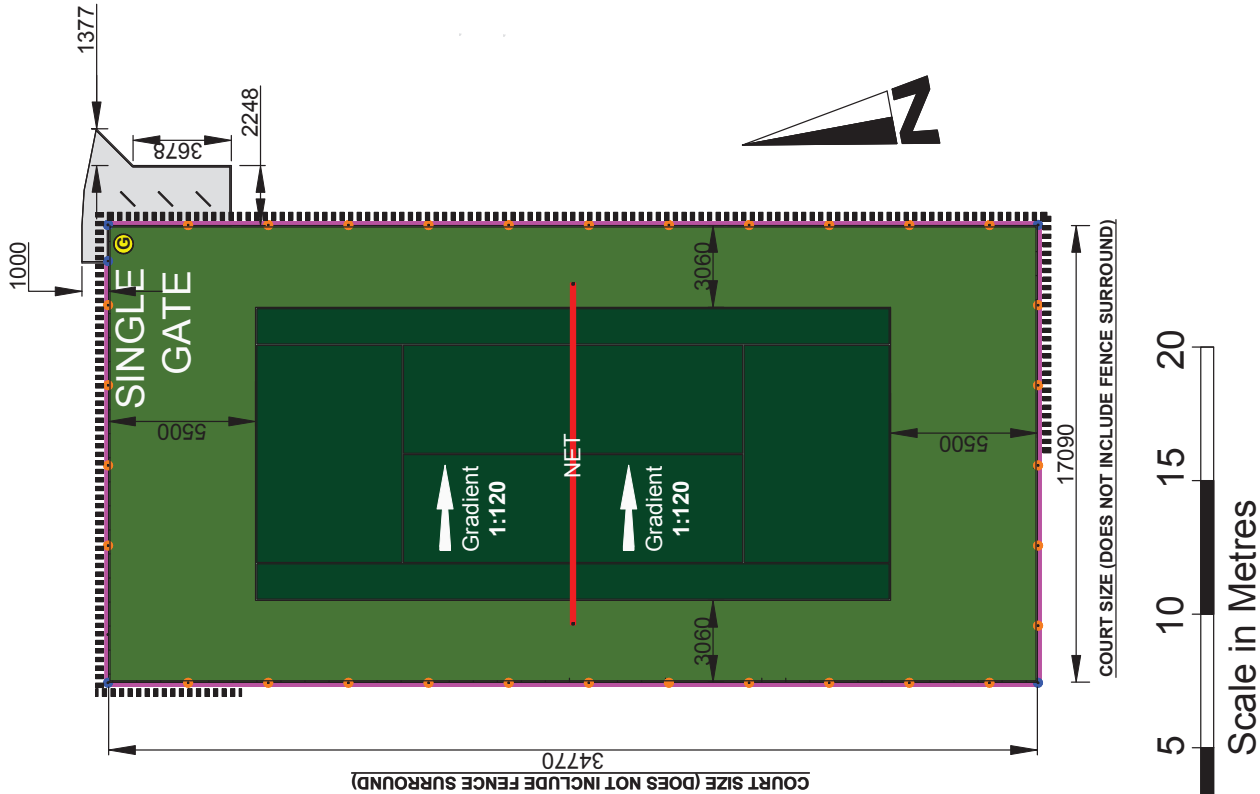 1377
1000
2248
3678
N
G
SINGLE
GATE
5500
3060
NET
Gradient
1:120
Gradient
1:120
3060
5500
17090
COURT SIZE (DOES NOT INCLUDE FENCE SURROUND)
34770
COURT SIZE (DOES NOT INCLUDE FENCE SURROUND)
5 10 15 20
Scale in Metres